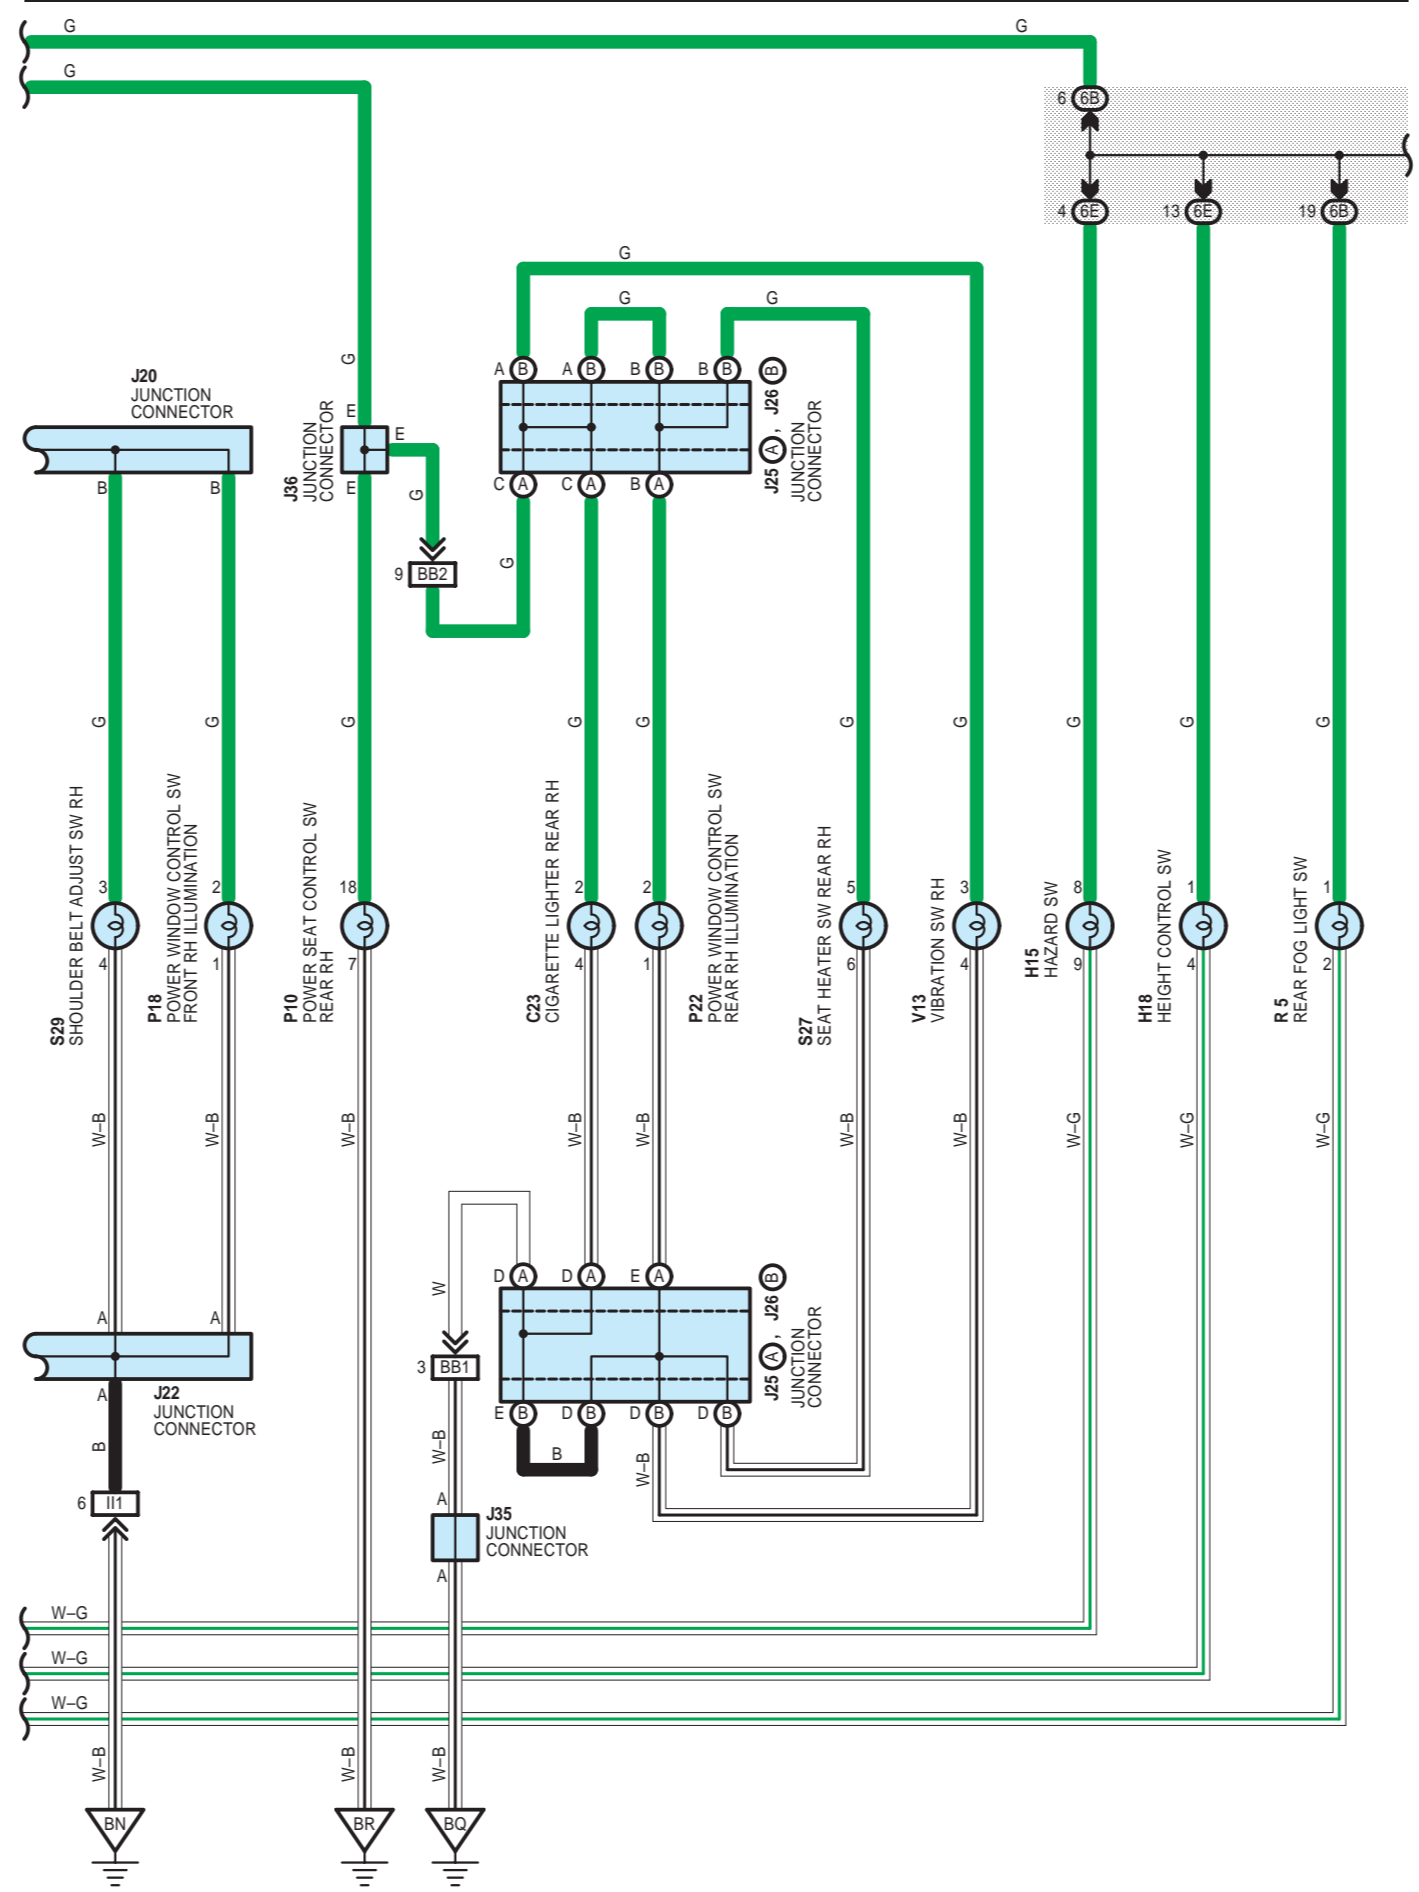 G
G
G
6 6B
4 6E
13 6E
19 6B
G
G
G
A B
A B
B B
B B
J25 A , J26 B
JUNCTION
CONNECTOR
C A
C A
B A
J20
JUNCTION
CONNECTOR
B
B
G
E
E
E
J36
JUNCTION
CONNECTOR
G
9 BB2
G
G
G
G
G
G
G
G
G
G
G
S29
SHOULDER BELT ADJUST SW RH
3
4
P18
POWER WINDOW CONTROL SW
FRONT RH ILLUMINATION
2
1
P10
POWER SEAT CONTROL SW
REAR RH
18
7
C23
CIGARETTE LIGHTER REAR RH
2
4
P22
POWER WINDOW CONTROL SW
REAR RH ILLUMINATION
2
1
S27
SEAT HEATER SW REAR RH
5
6
V13
VIBRATION SW RH
3
4
H15
HAZARD SW
8
9
H18
HEIGHT CONTROL SW
1
4
R 5
REAR FOG LIGHT SW
1
2
W–B
W–B
W–B
W–B
W–B
W–B
W–B
W–G
W–G
W–G
W
D A
D A
E A
J25 A , J26 B
JUNCTION
CONNECTOR
E B
D B
D B
D B
B
W–B
3 BB1
W–B
A
J35
JUNCTION
CONNECTOR
A
A
A
A
J22
JUNCTION
CONNECTOR
B
6 II1
W–G
W–G
W–G
W–B
W–B
W–B
BN
BR
BQ